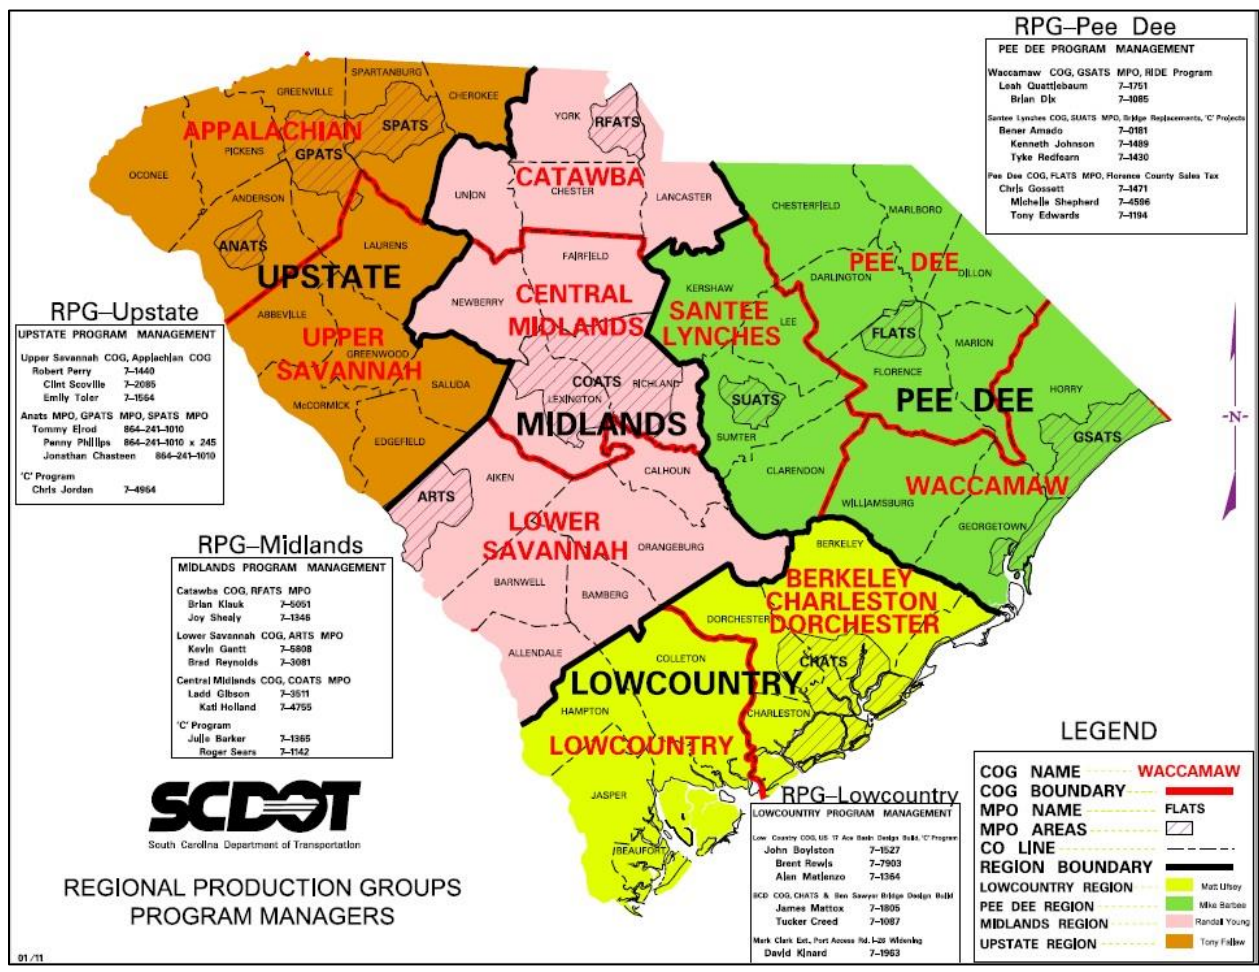 RPG–Pee Dee
PEE DEE PROGRAM MANAGEMENT
Waccamaw COG, GSATS MPO, RIDE Program
Leah Quattlebaum 7–1751
Brian Dix 7–1085
Santee Lynches COG, SUATS MPO, Bridge Replacements, 'C' Projects
Bener Amado 7–0181
Kenneth Johnson 7–1489
Tyke Redfearn 7–1430
Pee Dee COG, FLATS MPO, Florence County Sales Tax
Chris Gossett 7–1471
Michelle Shepherd 7–4596
Tony Edwards 7–1194
SPARTANBURG
GREENVILLE
CHEROKEE
YORK
RFATS
SPATS
APPALACHIAN
GPATS
PICKENS
OCONEE
CATAWBA
UNION
CHESTER
LANCASTER
ANDERSON
CHESTERFIELD
MARLBORO
ANATS
LAURENS
FAIRFIELD
PEE DEE
DARLINGTON
DILLON
UPSTATE
NEWBERRY
CENTRAL
MIDLANDS
KERSHAW
SANTEE
LYNCHES
LEE
ABBEVILLE
UPPER
SAVANNAH
GREENWOOD
FLATS
MARION
FLORENCE
SALUDA
COATS
RICHLAND
LEXINGTON
HORRY
McCORMICK
SUATS
PEE DEE
MIDLANDS
EDGEFIELD
SUMTER
GSATS
-N-
AIKEN
CALHOUN
CLARENDON
ARTS
WACCAMAW
WILLIAMSBURG
LOWER
SAVANNAH
GEORGETOWN
ORANGEBURG
BERKELEY
BARNWELL
BAMBERG
BERKELEY
CHARLESTON
DORCHESTER
DORCHESTER
ALLENDALE
COLLETON
CHATS
LOWCOUNTRY
HAMPTON
CHARLESTON
LOWCOUNTRY
JASPER
BEAUFORT
RPG–Upstate
UPSTATE PROGRAM MANAGEMENT
Upper Savannah COG, Applachian COG
Robert Perry 7–1440
Clint Scoville 7–2085
Emily Toler 7–1564
Anats MPO, GPATS MPO, SPATS MPO
Tommy Elrod 864–241–1010
Penny Phillips 864–241–1010 x 245
Jonathan Chasteen 864–241–1010
'C' Program
Chris Jordan 7–4964
RPG–Midlands
MIDLANDS PROGRAM MANAGEMENT
Catawba COG, RFATS MPO
Brian Klauk 7–5051
Joy Shealy 7–1346
Lower Savannah COG, ARTS MPO
Kevin Gantt 7–5808
Brad Reynolds 7–3081
Central Midlands COG, COATS MPO
Ladd Gibson 7–3511
Kati Holland 7–4755
'C' Program
Julie Barker 7–1365
Roger Sears 7–1142
SCDOT
South Carolina Department of Transportation
REGIONAL PRODUCTION GROUPS
PROGRAM MANAGERS
01/11
RPG–Lowcountry
LOWCOUNTRY PROGRAM MANAGEMENT
Low Country COG, US 17 Ace Basin Design Build, 'C' Program
John Boylston 7–1527
Brent Rewis 7–7903
Alan Matienzo 7–1364
BCD COG, CHATS & Ben Sawyer Bridge Design Build
James Mattox 7–1805
Tucker Creed 7–1087
Mark Clark Ext., Port Access Rd. I–26 Widening
David Kinard 7–1963
LEGEND
COG NAME WACCAMAW
COG BOUNDARY
MPO NAME FLATS
MPO AREAS
CO LINE
REGION BOUNDARY
LOWCOUNTRY REGION Matt Lifsey
PEE DEE REGION Mike Barbee
MIDLANDS REGION Randall Young
UPSTATE REGION Tony Fallaw